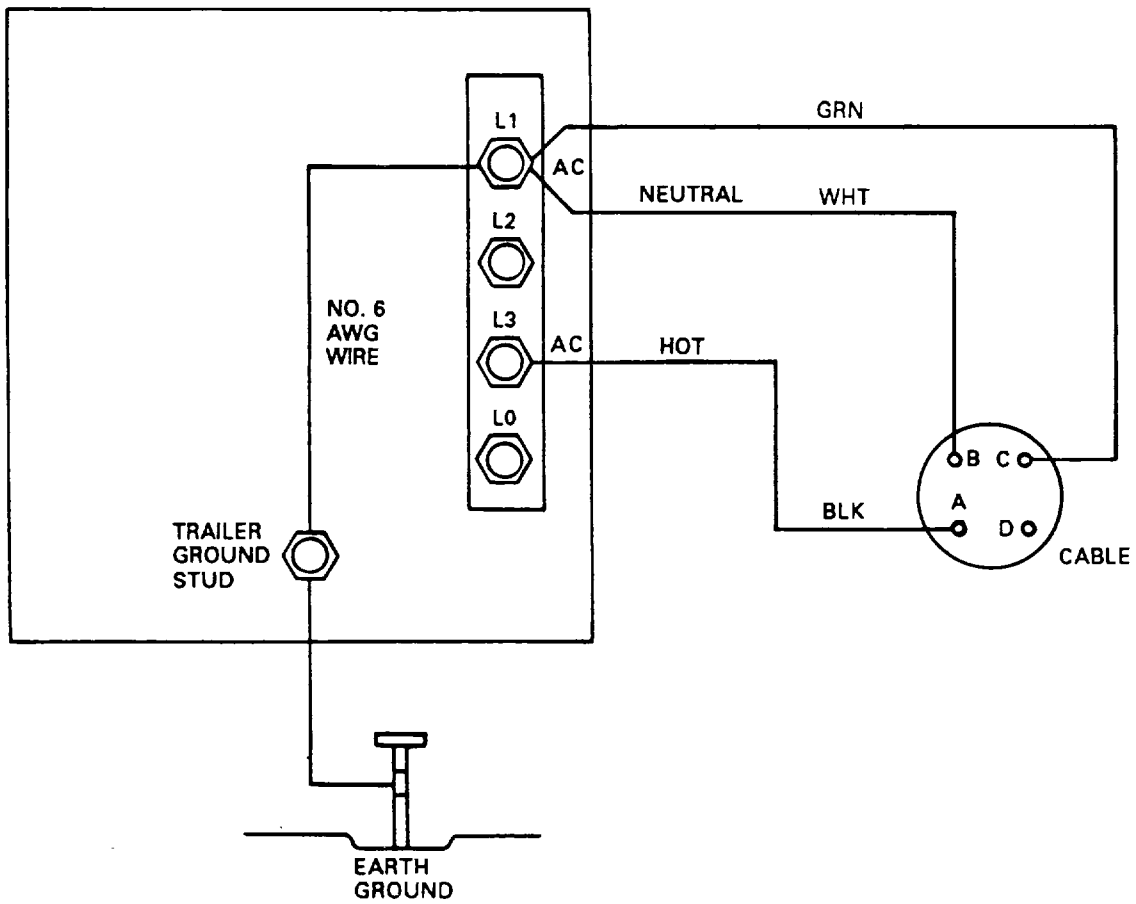 L1
GRN
AC
NEUTRAL WHT
L2
NO. 6
AWG
WIRE
L3
AC
HOT
L0
B C
A
BLK
D
CABLE
TRAILER
GROUND
STUD
EARTH
GROUND